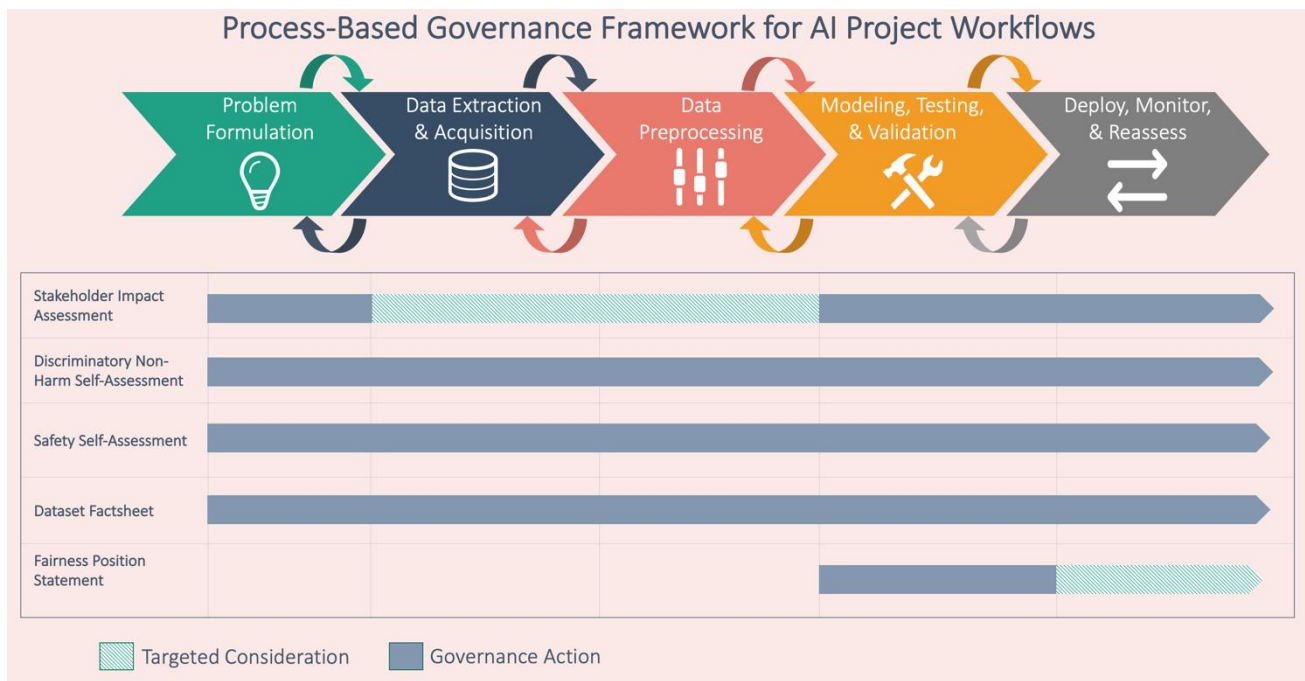 Process-Based Governance Framework for AI Project Workflows
Problem
Formulation
Data Extraction
& Acquisition
Data
Preprocessing
Modeling, Testing,
& Validation
Deploy, Monitor,
& Reassess
Stakeholder Impact
Assessment
Discriminatory Non-
Harm Self-Assessment
Safety Self-Assessment
Dataset Factsheet
Fairness Position
Statement
Targeted Consideration
Governance Action